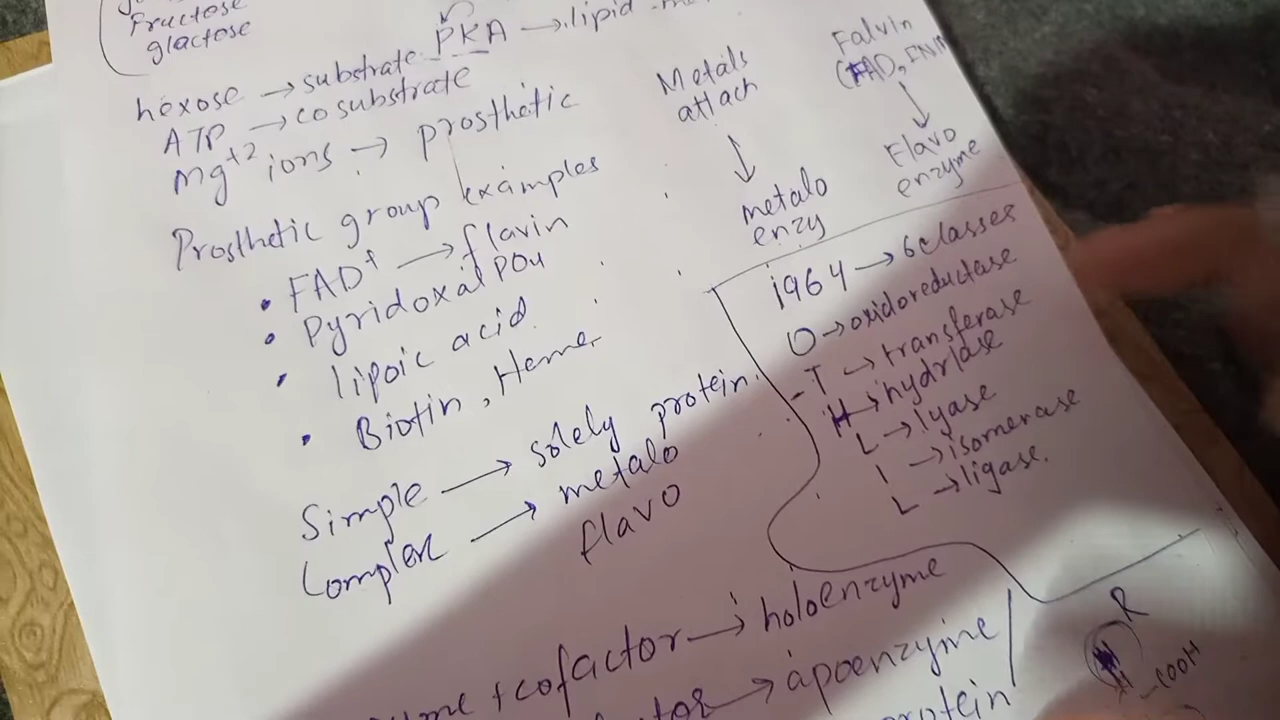 Fructose
glactose
hexose → substrate PKA → lipid
ATP → co substrate
Mg+2 ions → prosthetic
Prosthetic group examples
• FAD → flavin
• Pyridoxal PO4
• lipoic acid
• Biotin, Heme
Simple → solely protein
Complex → metalo
flavo
Metals
attach
↓
metalo
enzy
Falvin
(FAD,
↓
Flavo
enzyme
1964 → 6 classes
O → oxidoreductase
T → transferase
H → hydrlase
L → lyase
I → isomerase
L → ligase.
+ cofactor → holoenzyme
→ apoenzyme
protein
R
H
-COOH